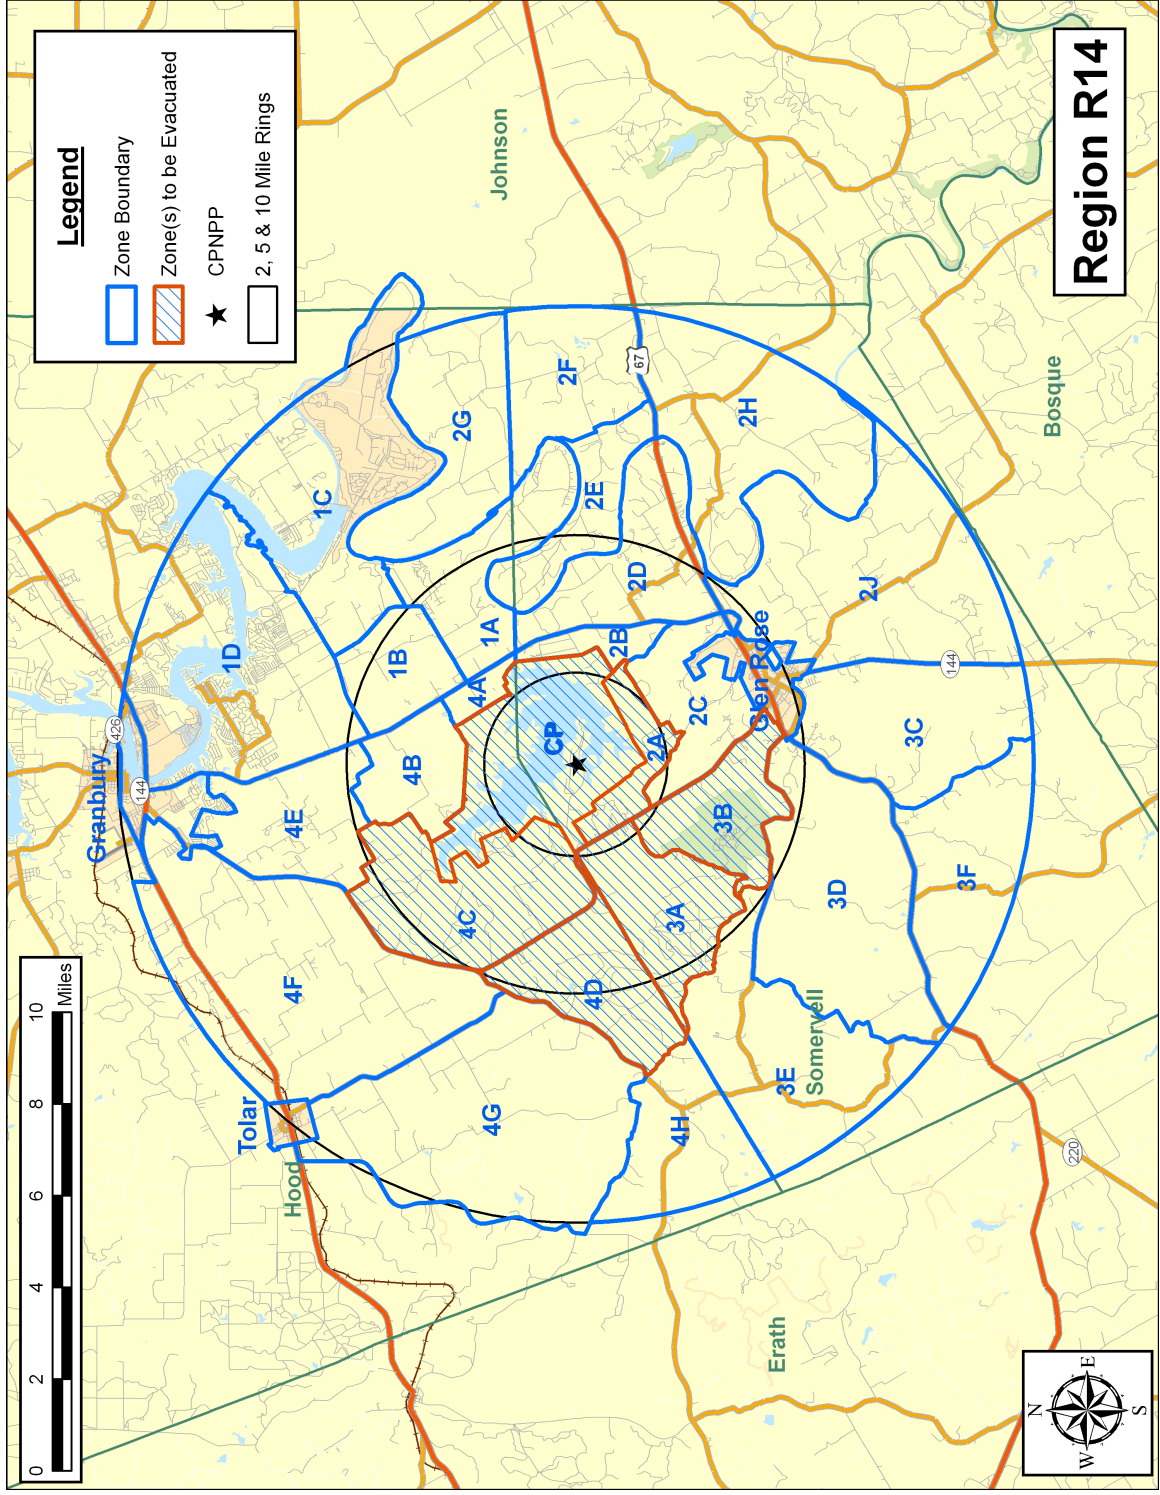 Legend
Zone Boundary
Zone(s) to be Evacuated
CPNPP
2, 5 & 10 Mile Rings
Region R14
0 2 4 6 8 10
Miles
Granbury
426
144
1D
1C
Johnson
4E
4F
Tolar
Hood
4B
1B
2G
1A
4A
2F
67
2E
2D
2B
CP
2A
2C
4C
4D
4G
4H
3A
3B
Glen Rose
2H
Bosque
2J
144
3C
3D
3F
3E
Somervell
220
Erath
N
W E
S